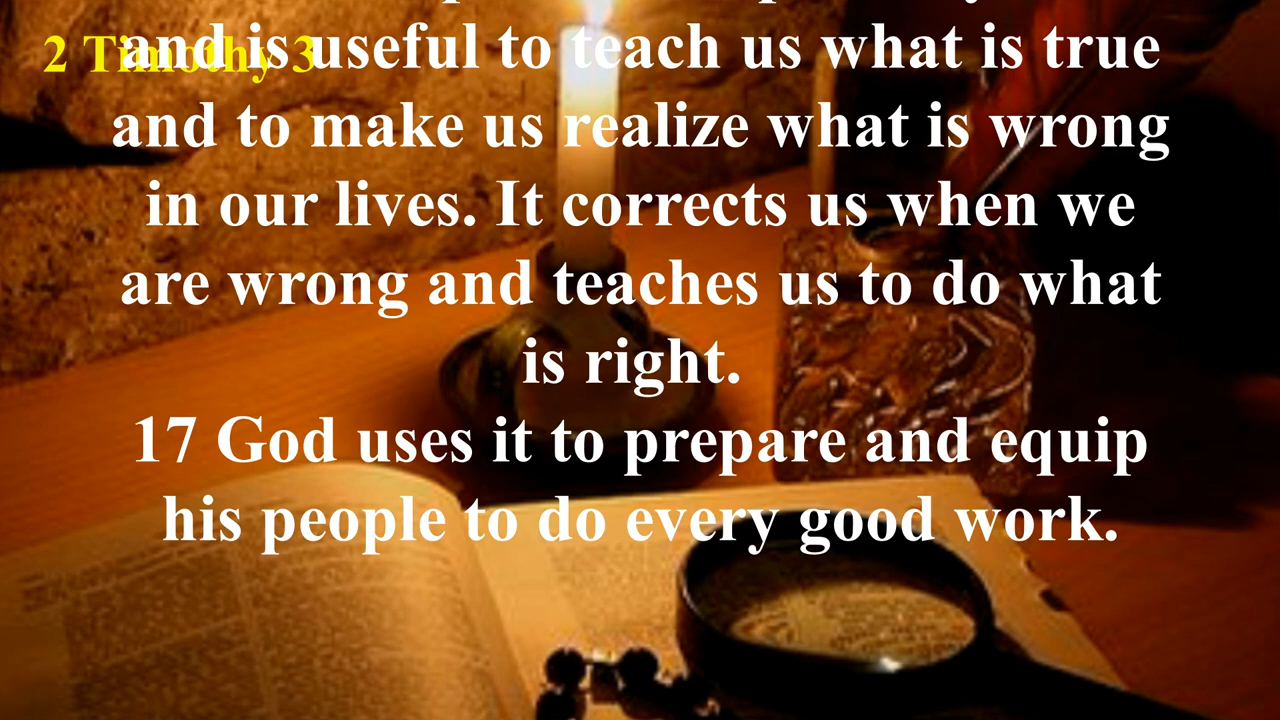 2 Timothy 3
and is useful to teach us what is true
and to make us realize what is wrong
in our lives. It corrects us when we
are wrong and teaches us to do what
is right.
17 God uses it to prepare and equip
his people to do every good work.